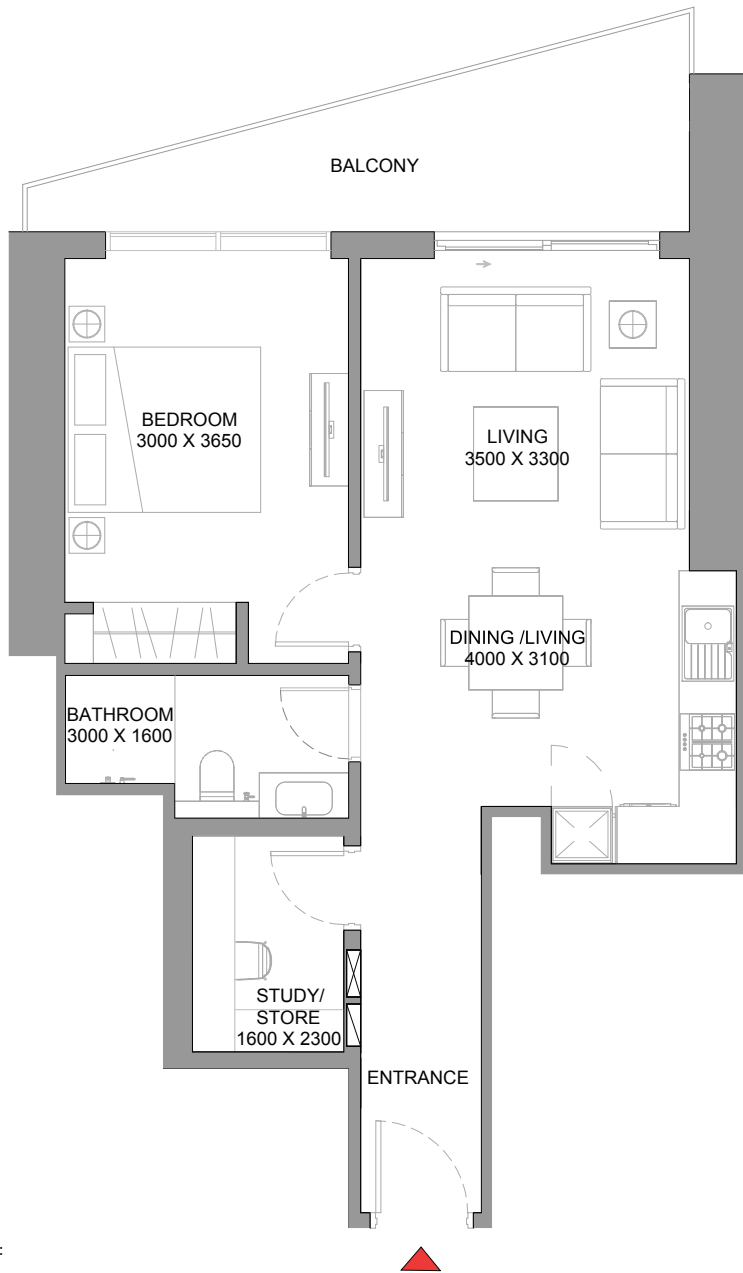 BALCONY
BEDROOM
3000 X 3650
LIVING
3500 X 3300
DINING /LIVING
4000 X 3100
BATHROOM
3000 X 1600
STUDY/
STORE
1600 X 2300
ENTRANCE
: